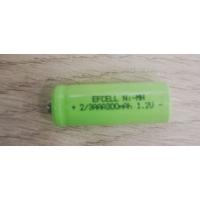 EFCELL Ni-MH
+ 2/3AAA300mAh 1.2V -